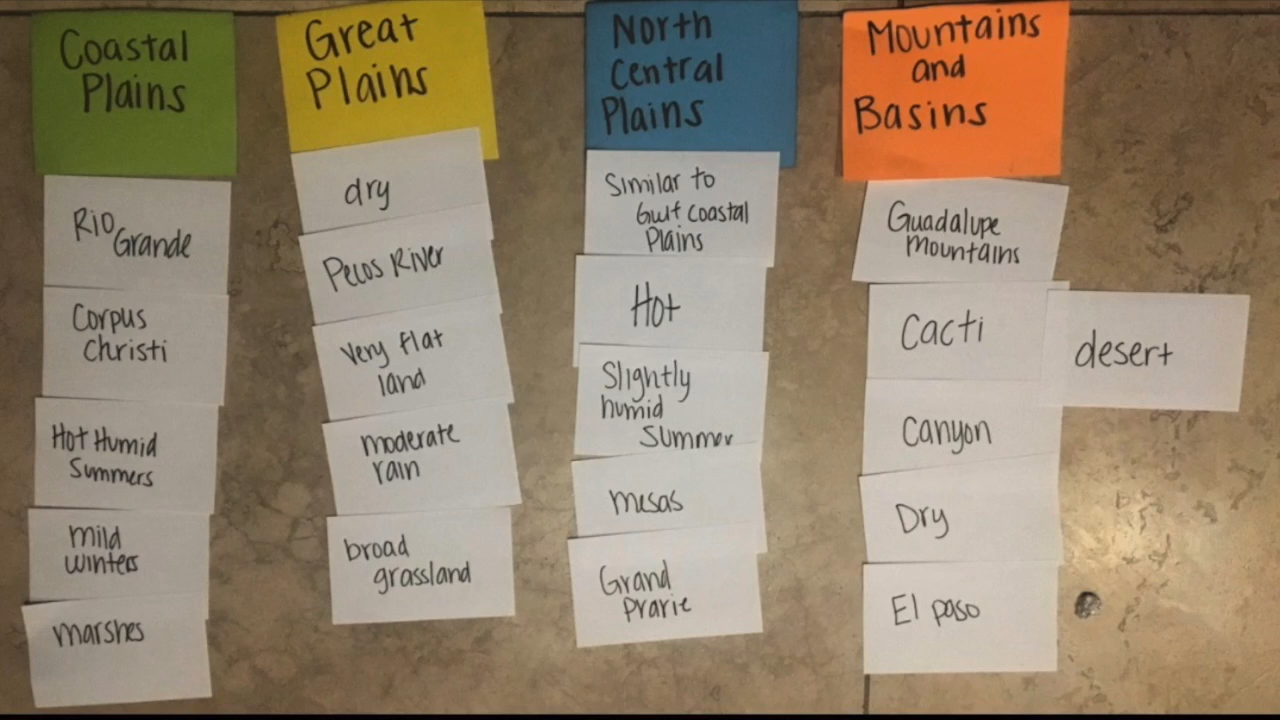 Coastal
Plains
Rio
Grande
Corpus
Christi
Hot Humid
Summers
mild
winters
marshes
Great
Plains
dry
Pecos River
Very flat
land
moderate
rain
broad
grassland
North
Central
Plains
Similar to
Gulf Coastal
Plains
Hot
Slightly
humid
Summer
mesas
Grand
Prarie
Mountains
and
Basins
Guadalupe
Mountains
Cacti
desert
Canyon
Dry
El paso